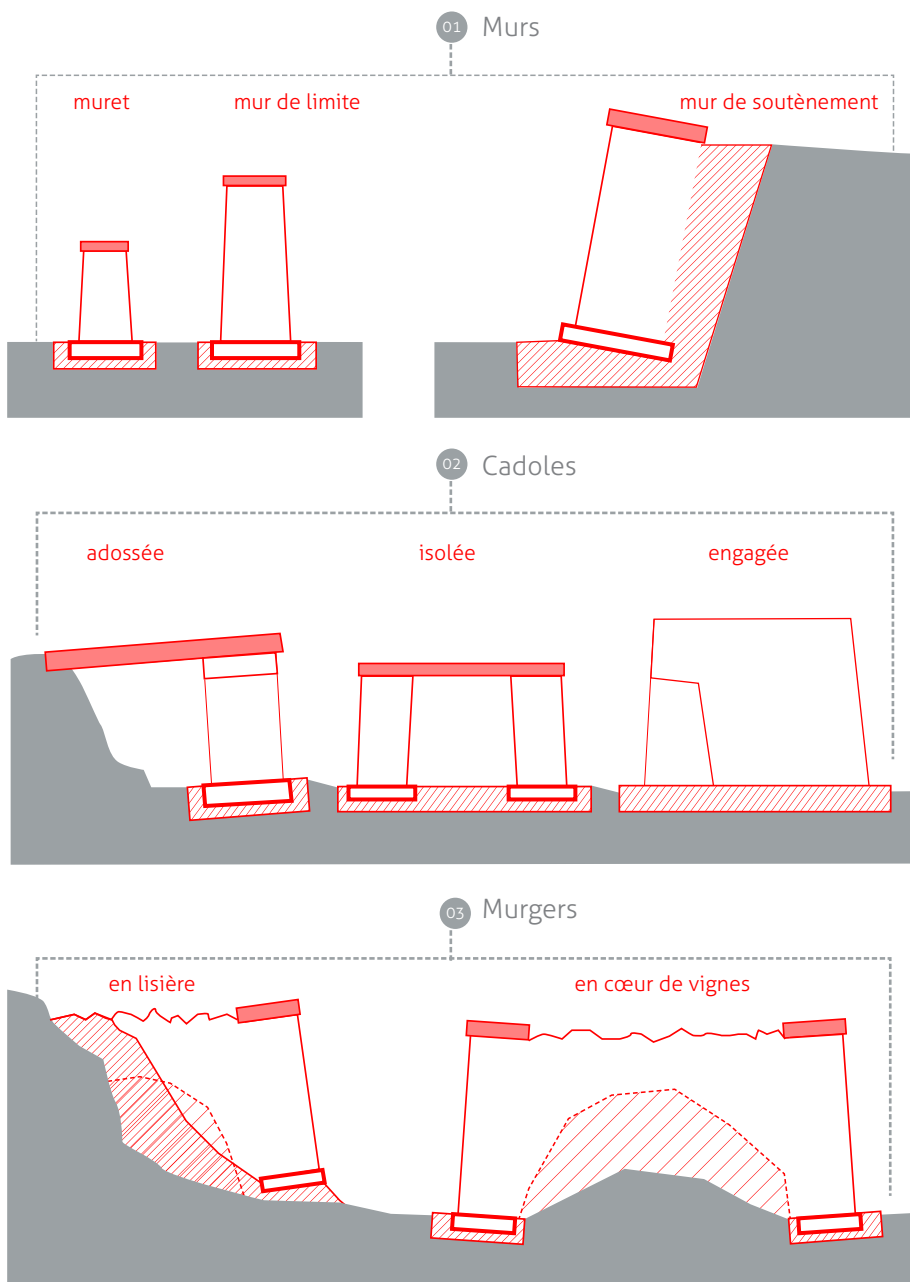 01 Murs
muret
mur de limite
mur de soutènement
02 Cadoles
adossée
isolée
engagée
03 Murgers
en lisière
en cœur de vignes